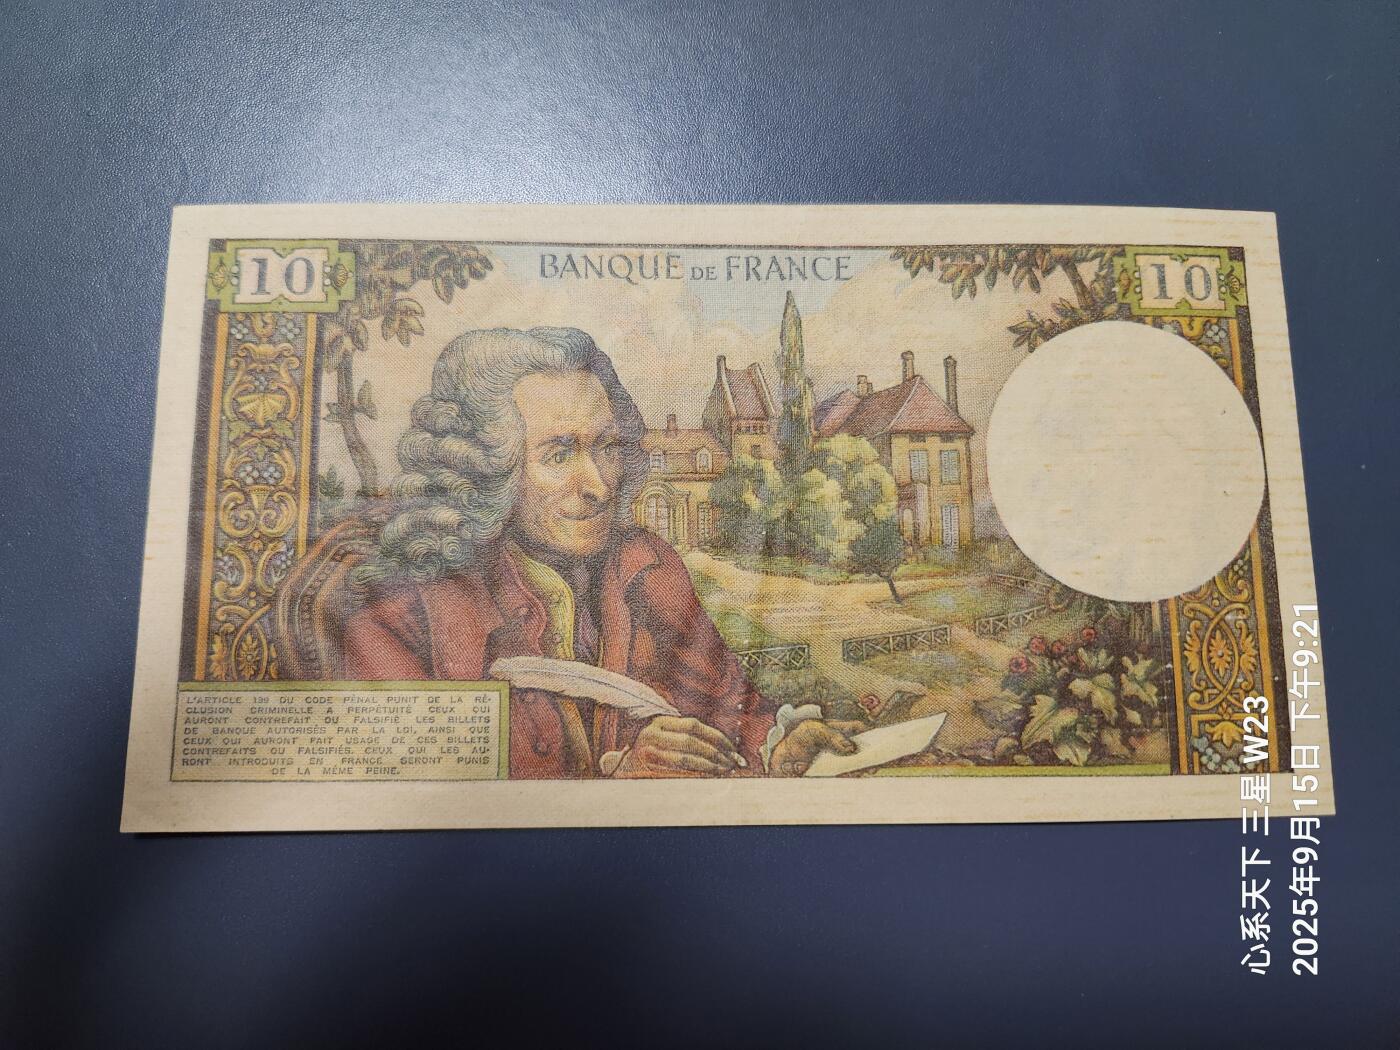 10
BANQUE DE FRANCE
10
L'ARTICLE 139 DU CODE PÉNAL PUNIT DE LA RÉ-
CLUSION CRIMINELLE A PERPÉTUITÉ CEUX QUI
AURONT CONTREFAIT OU FALSIFIÉ LES BILLETS
DE BANQUE AUTORISÉS PAR LA LOI, AINSI QUE
CEUX QUI AURONT FAIT USAGE DE CES BILLETS
CONTREFAITS OU FALSIFIÉS. CEUX QUI LES AU-
RONT INTRODUITS EN FRANCE SERONT PUNIS
DE LA MÊME PEINE.
心系天下 三星 W23
2025年9月15日 下午9:21